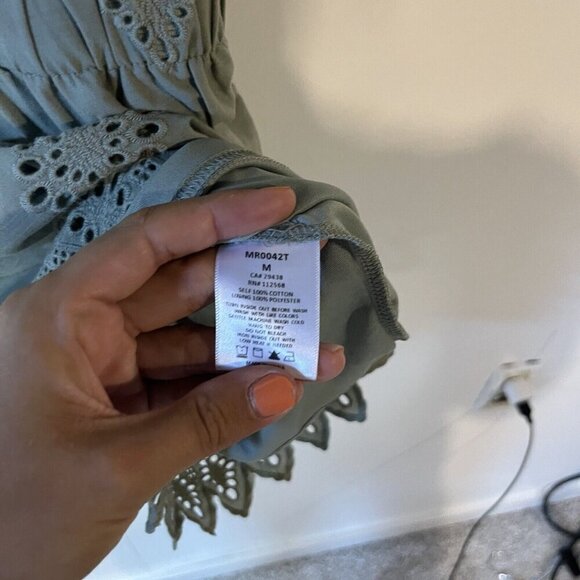 MR0042T
M
CA# 29438
RN# 112568
SELF 100% COTTON
LINING 100% POLYESTER
TURN INSIDE OUT BEFORE WASH
WASH WITH LIKE COLORS
GENTLE MACHINE WASH COLD
HANG TO DRY
DO NOT BLEACH
IRON INSIDE OUT WITH
LOW HEAT IF NEEDED